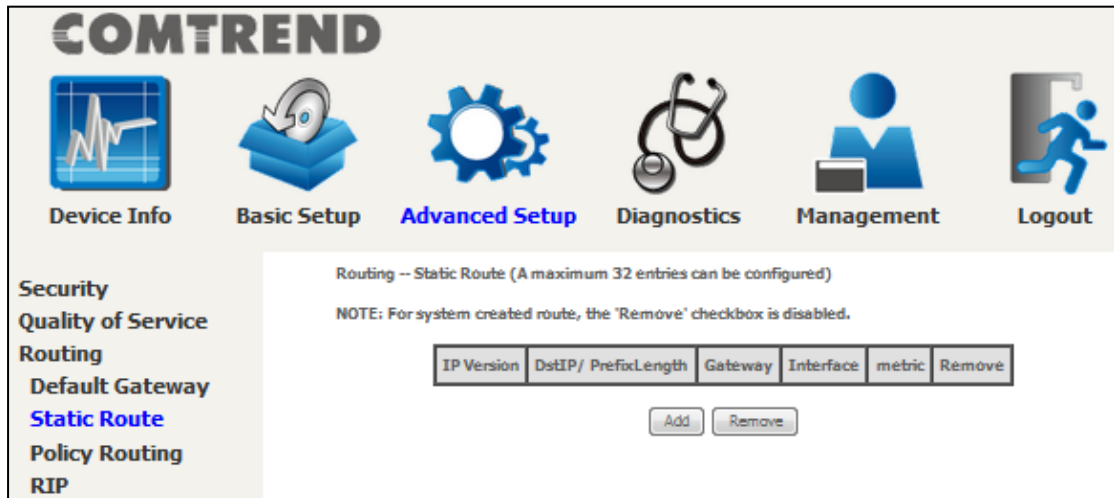 COMTREND
Device Info Basic Setup Advanced Setup Diagnostics Management Logout
Security
Quality of Service
Routing
Default Gateway
Static Route
Policy Routing
RIP
Routing -- Static Route (A maximum 32 entries can be configured)
NOTE: For system created route, the 'Remove' checkbox is disabled.
IP Version DstIP/ PrefixLength Gateway Interface metric Remove
Add Remove